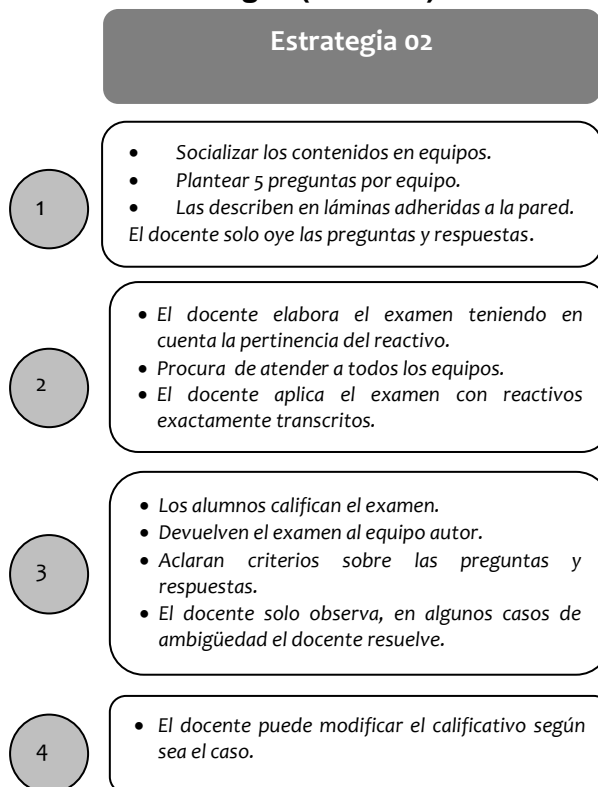 Estrategia 02
1
• Socializar los contenidos en equipos.
• Plantear 5 preguntas por equipo.
• Las describen en láminas adheridas a la pared.
El docente solo oye las preguntas y respuestas.
2
• El docente elabora el examen teniendo en
cuenta la pertinencia del reactivo.
• Procura de atender a todos los equipos.
• El docente aplica el examen con reactivos
exactamente transcritos.
3
• Los alumnos califican el examen.
• Devuelven el examen al equipo autor.
• Aclaran criterios sobre las preguntas y
respuestas.
• El docente solo observa, en algunos casos de
ambigüedad el docente resuelve.
4
• El docente puede modificar el calificativo según
sea el caso.